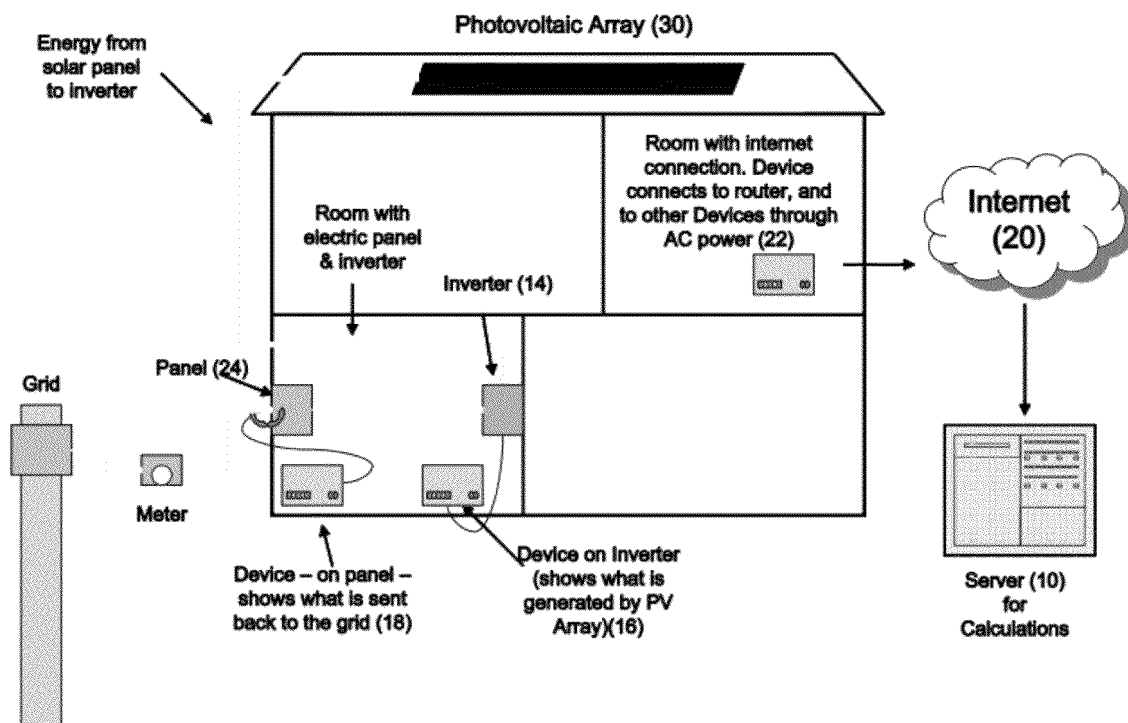 Photovoltaic Array (30)
Energy from
solar panel
to inverter
Room with internet
connection. Device
connects to router, and
to other Devices through
AC power (22)
Internet
(20)
Room with
electric panel
& inverter
Inverter (14)
Panel (24)
Grid
Meter
Device – on panel –
shows what is sent
back to the grid (18)
Device on Inverter
(shows what is
generated by PV
Array)(16)
Server (10)
for
Calculations